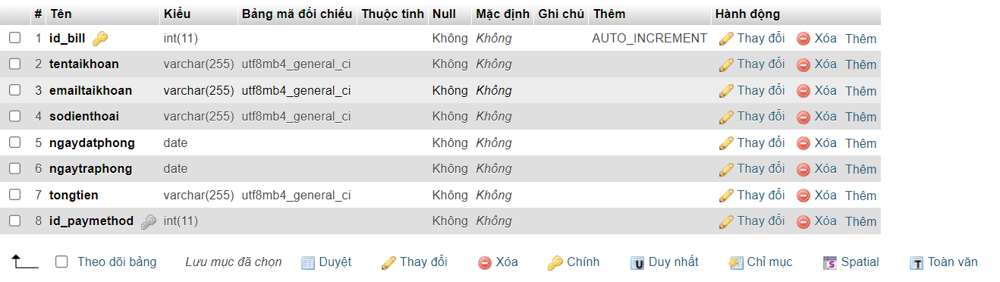 # Tên Kiểu Bảng mã đối chiếu Thuộc tính Null Mặc định Ghi chú Thêm Hành động
1 id_bill int(11) Không Không AUTO_INCREMENT Thay đổi Xóa Thêm
2 tentaikhoan varchar(255) utf8mb4_general_ci Không Không Thay đổi Xóa Thêm
3 emailtaikhoan varchar(255) utf8mb4_general_ci Không Không Thay đổi Xóa Thêm
4 sodienthoai varchar(255) utf8mb4_general_ci Không Không Thay đổi Xóa Thêm
5 ngaydatphong date Không Không Thay đổi Xóa Thêm
6 ngaytraphong date Không Không Thay đổi Xóa Thêm
7 tongtien varchar(255) utf8mb4_general_ci Không Không Thay đổi Xóa Thêm
8 id_paymethod int(11) Không Không Thay đổi Xóa Thêm
Theo dõi bảng Lưu mục đã chọn Duyệt Thay đổi Xóa Chính U Duy nhất Chỉ mục S Spatial T Toàn văn